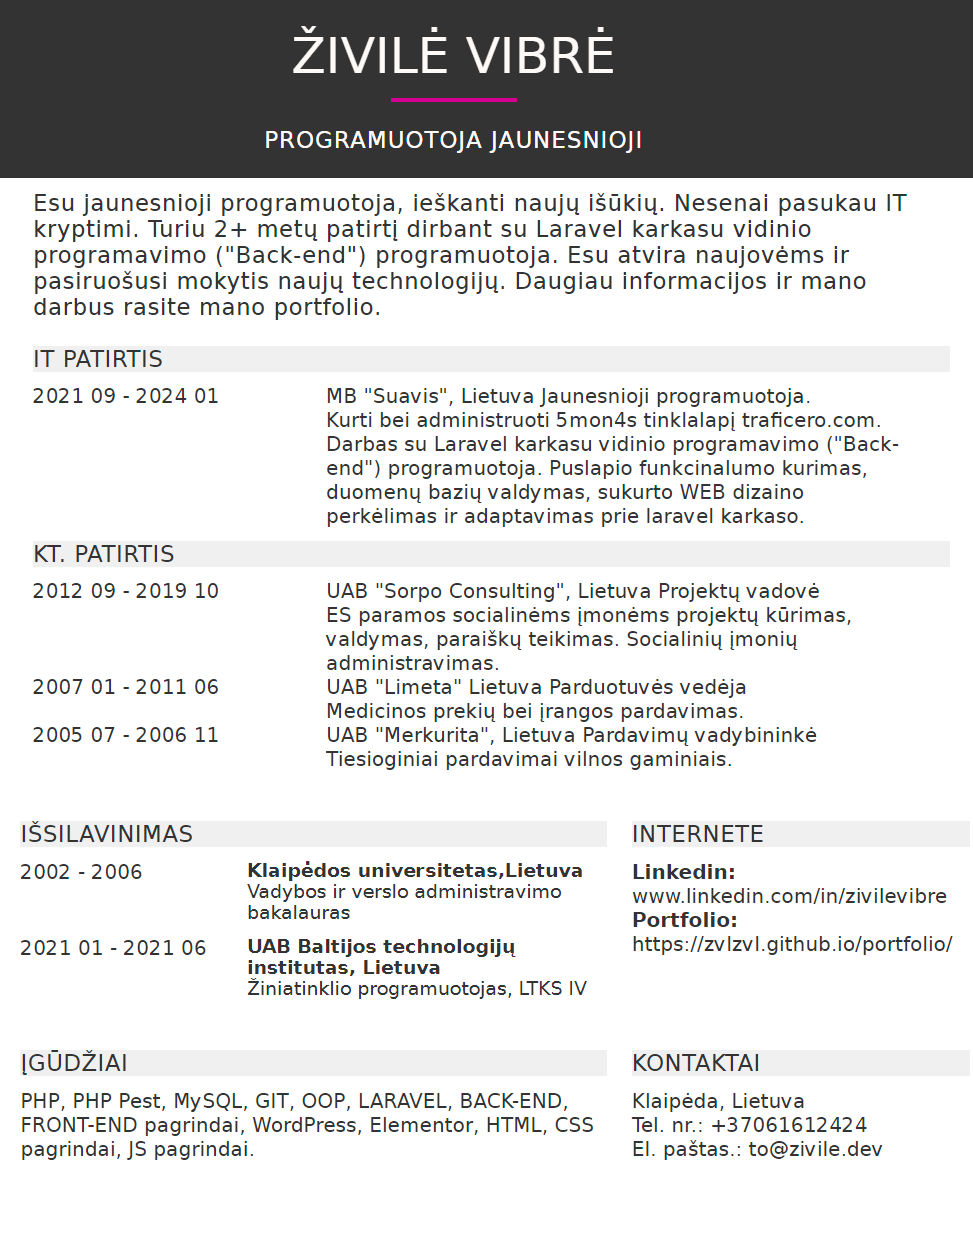 ŽIVILĖ VIBRĖ
PROGRAMUOTOJA JAUNESNIOJI
Esu jaunesnioji programuotoja, ieškanti naujų iššūkių. Nesenai pasukau IT
kryptimi. Turiu 2+ metų patirtį dirbant su Laravel karkasu vidinio
programavimo ("Back-end") programuotoja. Esu atvira naujovėms ir
pasiruošusi mokytis naujų technologijų. Daugiau informacijos ir mano
darbus rasite mano portfolio.
IT PATIRTIS
2021 09 - 2024 01
MB "Suavis", Lietuva Jaunesnioji programuotoja.
Kurti bei administruoti 5mon4s tinklalapį traficero.com.
Darbas su Laravel karkasu vidinio programavimo ("Back-
end") programuotoja. Puslapio funkcinalumo kurimas,
duomenų bazių valdymas, sukurto WEB dizaino
perkėlimas ir adaptavimas prie laravel karkaso.
KT. PATIRTIS
2012 09 - 2019 10
UAB "Sorpo Consulting", Lietuva Projektų vadovė
ES paramos socialinėms įmonėms projektų kūrimas,
valdymas, paraiškų teikimas. Socialinių įmonių
administravimas.
2007 01 - 2011 06
UAB "Limeta" Lietuva Parduotuvės vedėja
Medicinos prekių bei įrangos pardavimas.
2005 07 - 2006 11
UAB "Merkurita", Lietuva Pardavimų vadybininkė
Tiesioginiai pardavimai vilnos gaminiais.
IŠSILAVINIMAS
2002 - 2006
Klaipėdos universitetas,Lietuva
Vadybos ir verslo administravimo
bakalauras
2021 01 - 2021 06
UAB Baltijos technologijų
institutas, Lietuva
Žiniatinklio programuotojas, LTKS IV
INTERNETE
Linkedin:
www.linkedin.com/in/zivilevibre
Portfolio:
https://zvlzvl.github.io/portfolio/
ĮGŪDŽIAI
PHP, PHP Pest, MySQL, GIT, OOP, LARAVEL, BACK-END,
FRONT-END pagrindai, WordPress, Elementor, HTML, CSS
pagrindai, JS pagrindai.
KONTAKTAI
Klaipėda, Lietuva
Tel. nr.: +37061612424
El. paštas.: to@zivile.dev